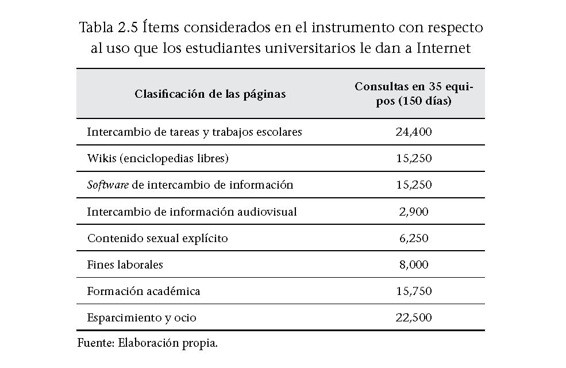 Tabla 2.5 Ítems considerados en el instrumento con respecto
al uso que los estudiantes universitarios le dan a Internet
Clasificación de las páginas
Consultas en 35 equi-
pos (150 días)
Intercambio de tareas y trabajos escolares 24,400
Wikis (enciclopedias libres) 15,250
Software de intercambio de información 15,250
Intercambio de información audiovisual 2,900
Contenido sexual explícito 6,250
Fines laborales 8,000
Formación académica 15,750
Esparcimiento y ocio 22,500
Fuente: Elaboración propia.